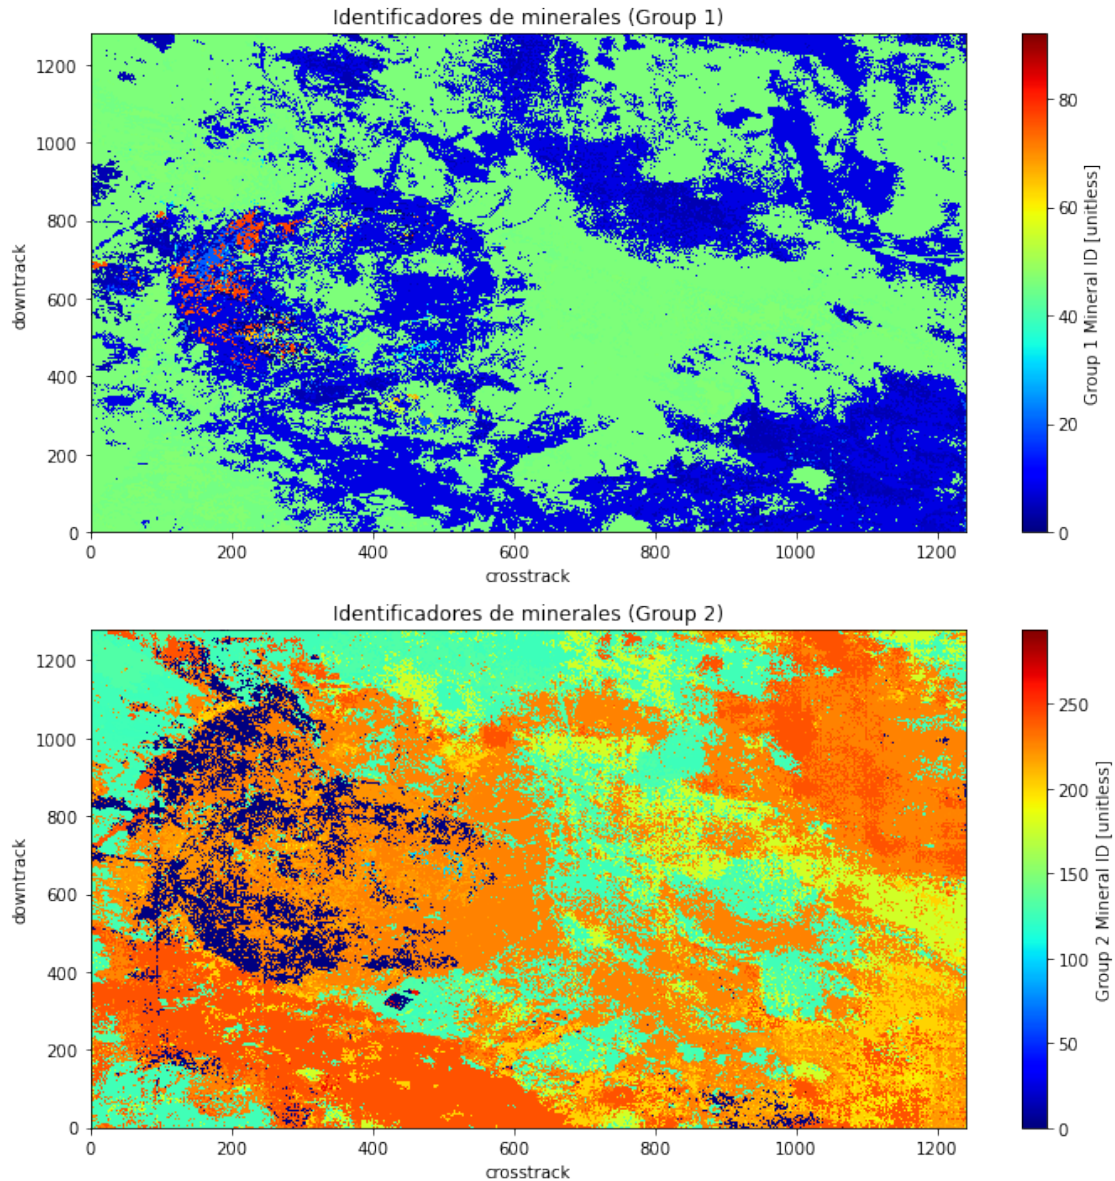 Identificadores de minerales (Group 1)
1200
1000
800
600
400
200
0
downtrack
0 200 400 600 800 1000 1200
crosstrack
80
60
40
20
0
Group 1 Mineral ID [unitless]
Identificadores de minerales (Group 2)
1200
1000
800
600
400
200
0
downtrack
0 200 400 600 800 1000 1200
crosstrack
250
200
150
100
50
0
Group 2 Mineral ID [unitless]